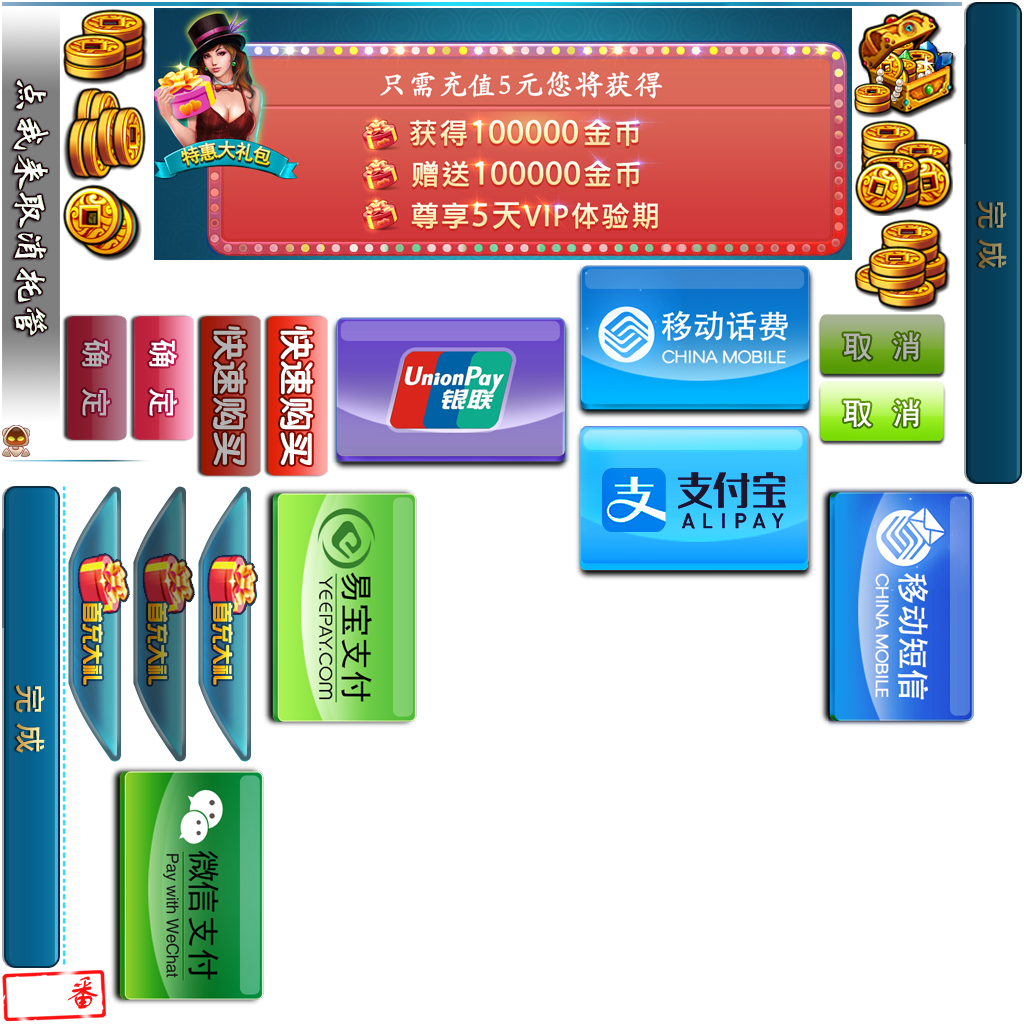 点我来取消托管
只需充值5元您将获得
获得100000金币
赠送100000金币
尊享5天VIP体验期
特惠大礼包
完成
确定
确定
快速购买
快速购买
UnionPay
银联
移动话费
CHINA MOBILE
取消
取消
支付宝
ALIPAY
支
完成
首充大礼
首充大礼
首充大礼
易宝支付
YEEPAY.COM
移动短信
CHINA MOBILE
微信支付
Pay with WeChat
番